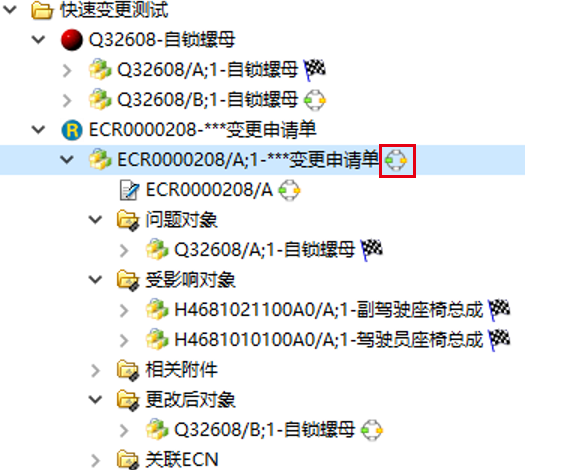 快速变更测试
Q32608-自锁螺母
Q32608/A;1-自锁螺母
Q32608/B;1-自锁螺母
R ECR0000208-***变更申请单
ECR0000208/A;1-***变更申请单
ECR0000208/A
问题对象
Q32608/A;1-自锁螺母
受影响对象
H4681021100A0/A;1-副驾驶座椅总成
H4681010100A0/A;1-驾驶员座椅总成
相关附件
更改后对象
Q32608/B;1-自锁螺母
关联ECN